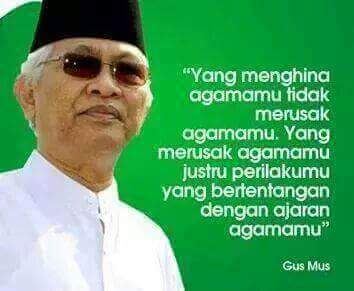 “Yang menghina
agamamu tidak
merusak
agamamu. Yang
merusak agamamu
justru perilakumu
yang bertentangan
dengan ajaran
agamamu”
Gus Mus